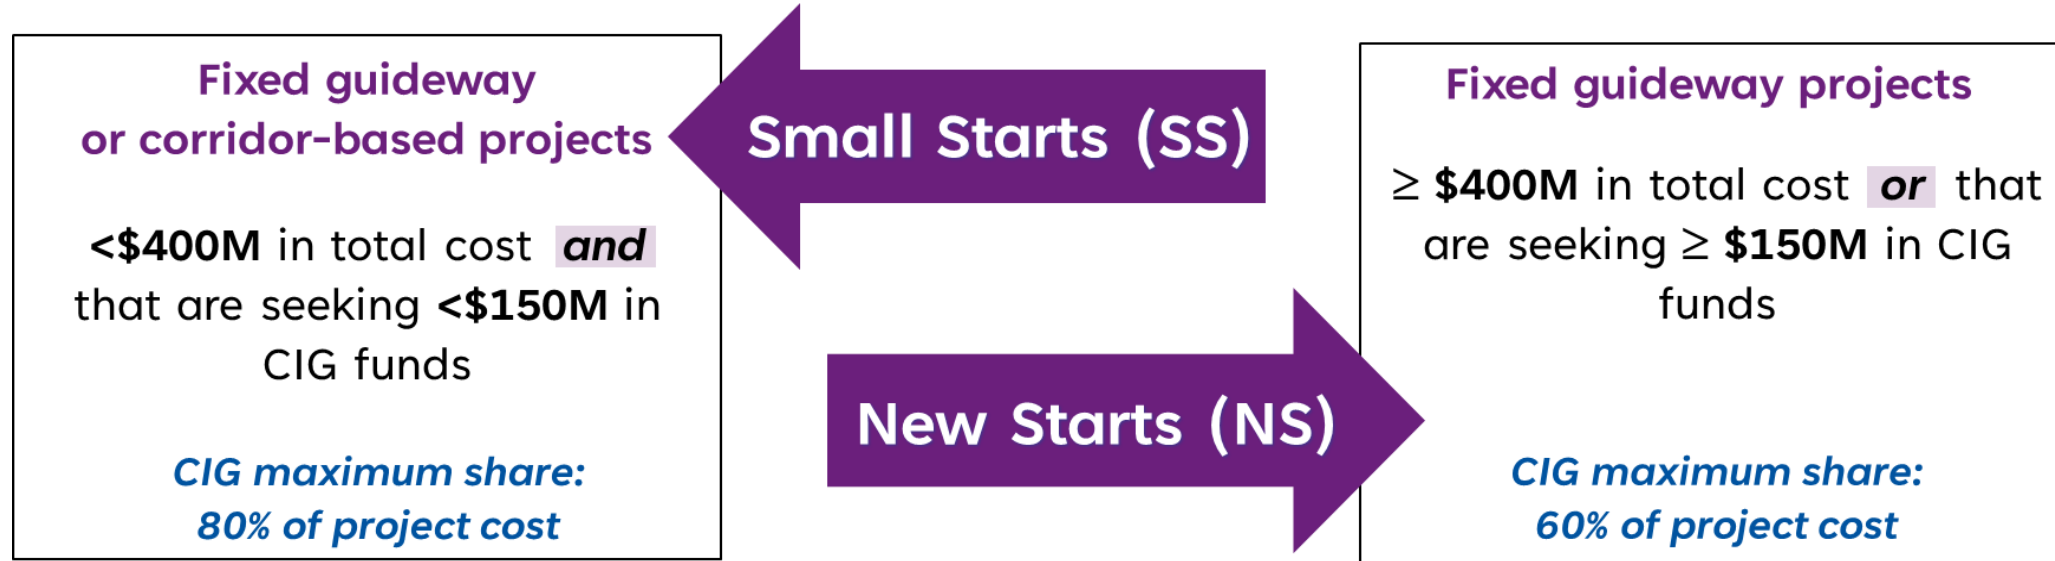 Fixed guideway
or corridor-based projects
<$400M in total cost and
that are seeking <$150M in
CIG funds
CIG maximum share:
80% of project cost
Small Starts (SS)
New Starts (NS)
Fixed guideway projects
≥ $400M in total cost or that
are seeking ≥ $150M in CIG
funds
CIG maximum share:
60% of project cost